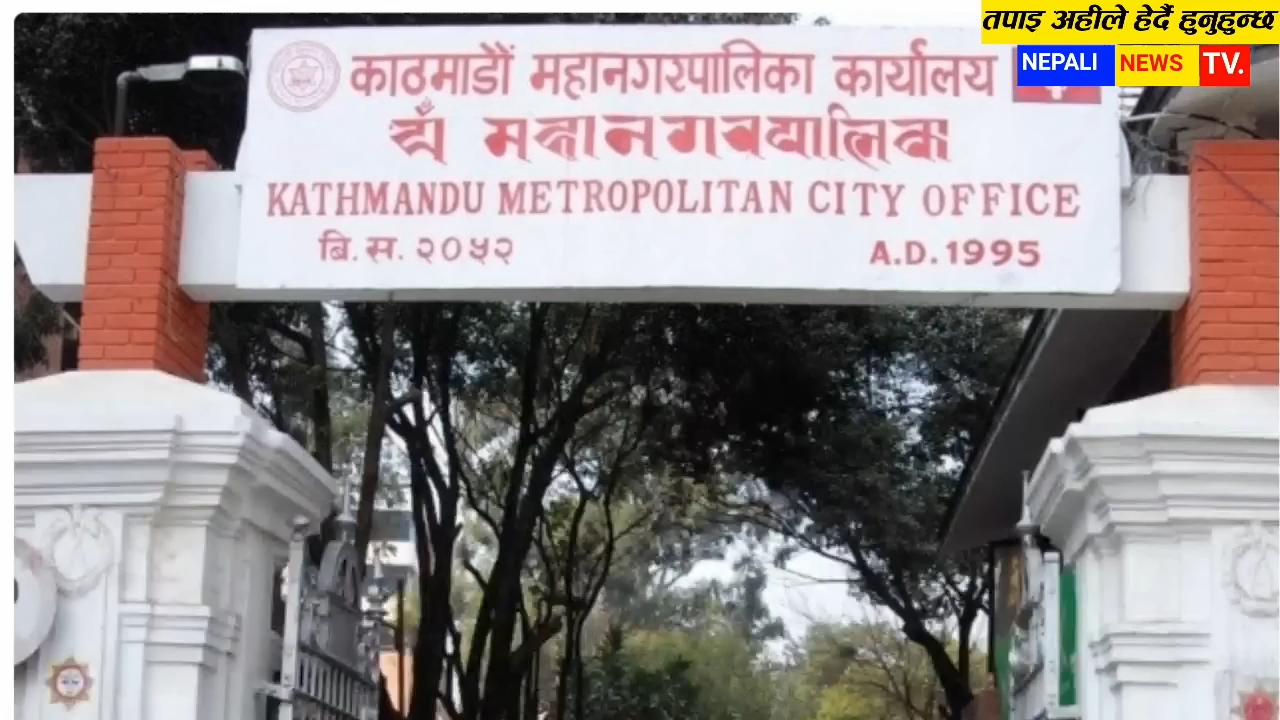 तपाइ अहीले हेर्दै हुनुहुन्छ
NEPALI NEWS TV.
काठमाडौं महानगरपालिका कार्यालय
KATHMANDU METROPOLITAN CITY OFFICE
बि.स. २०५२
A.D. 1995